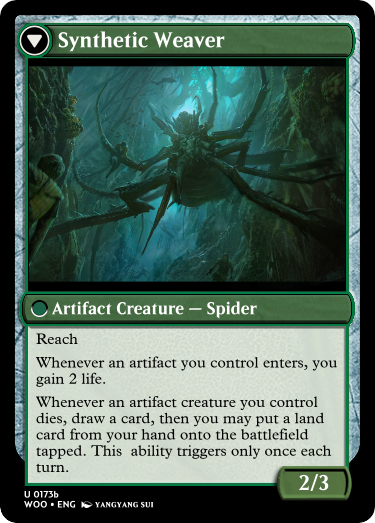 Synthetic Weaver
Artifact Creature — Spider
Reach
Whenever an artifact you control enters, you
gain 2 life.
Whenever an artifact creature you control
dies, draw a card, then you may put a land
card from your hand onto the battlefield
tapped. This  ability triggers only once each
turn.
2/3
U 0173b
WOO • ENG YANGYANG SUI